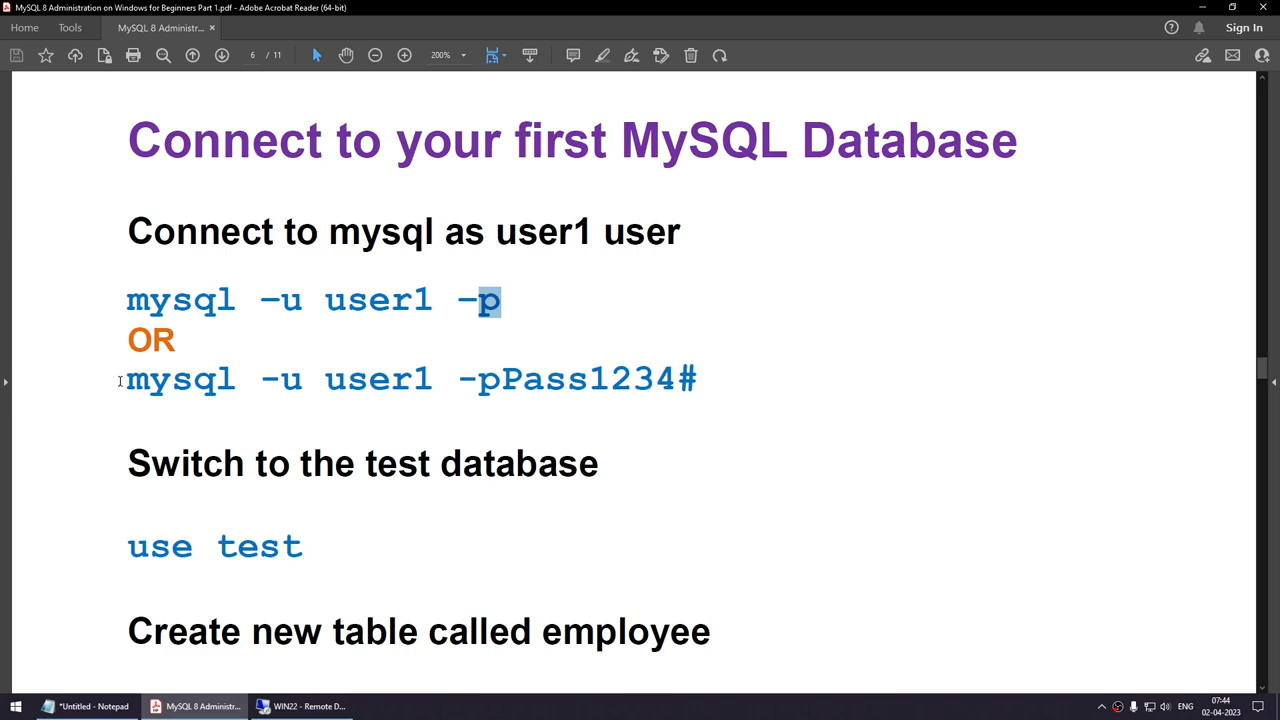 MySQL 8 Administration on Windows for Beginners Part 1.pdf - Adobe Acrobat Reader (64-bit)
Home Tools MySQL 8 Administr... × Sign In
6 / 11 200%
Connect to your first MySQL Database
Connect to mysql as user1 user
mysql –u user1 –p
OR
mysql -u user1 -pPass1234#
Switch to the test database
use test
Create new table called employee
*Untitled - Notepad MySQL 8 Administr... WIN22 - Remote D... ENG 07:44
02-04-2023